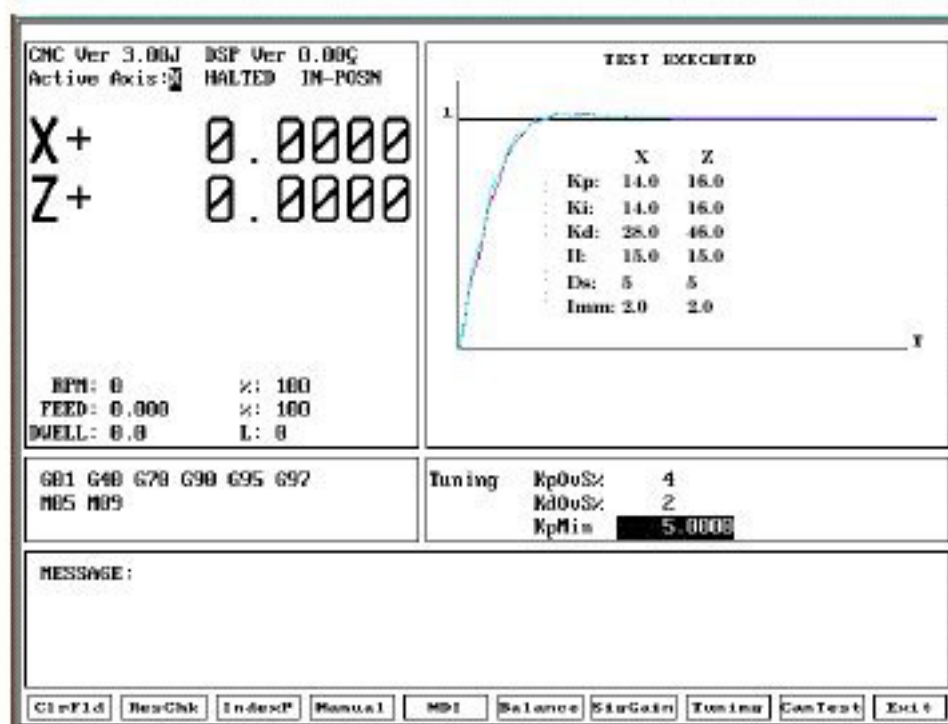 CNC Ver 3.00J DSP Ver 0.00G
Active Axis:X HALTED IN-POSN
X+ 0.0000
Z+ 0.0000
RPM: 0 %: 100
FEED: 0.000 %: 100
DWELL: 0.0 L: 0
TEST EXECUTED
1
X Z
Kp: 14.0 16.0
Ki: 14.0 16.0
Kd: 28.0 46.0
Il: 15.0 15.0
Ds: 5 5
Imm: 2.0 2.0
T
G01 G40 G70 G90 G95 G97
M05 M09
Tuning KpOvS% 4
KdOvS% 2
KpMin 5.0000
MESSAGE:
ClrFld ResChk IndexP Manual MDI Balance SigGain Tuning CanTest Exit